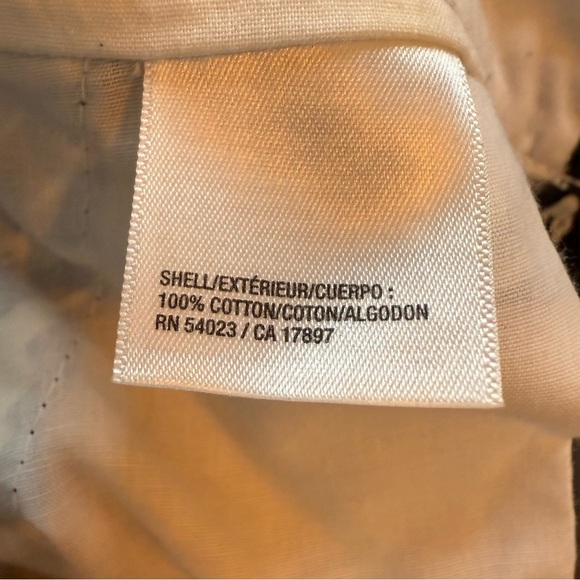 SHELL/EXTÉRIEUR/CUERPO :
100% COTTON/COTON/ALGODON
RN 54023 / CA 17897